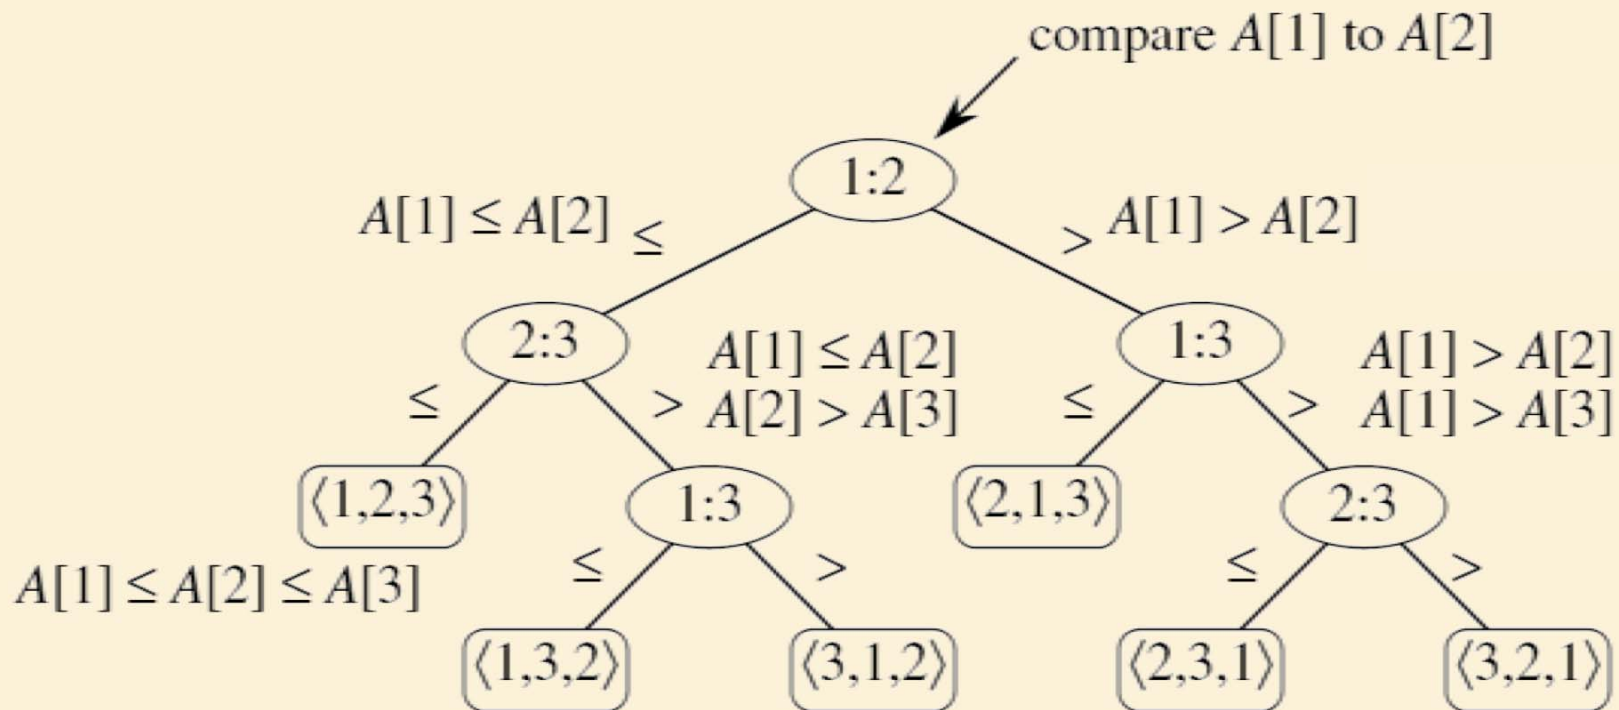 compare A[1] to A[2]
1:2
A[1] ≤ A[2] ≤
> A[1] > A[2]
2:3
A[1] ≤ A[2]
1:3
A[1] > A[2]
≤
> A[2] > A[3]
≤
> A[1] > A[3]
⟨1,2,3⟩
1:3
⟨2,1,3⟩
2:3
A[1] ≤ A[2] ≤ A[3]
≤
>
≤
>
⟨1,3,2⟩
⟨3,1,2⟩
⟨2,3,1⟩
⟨3,2,1⟩